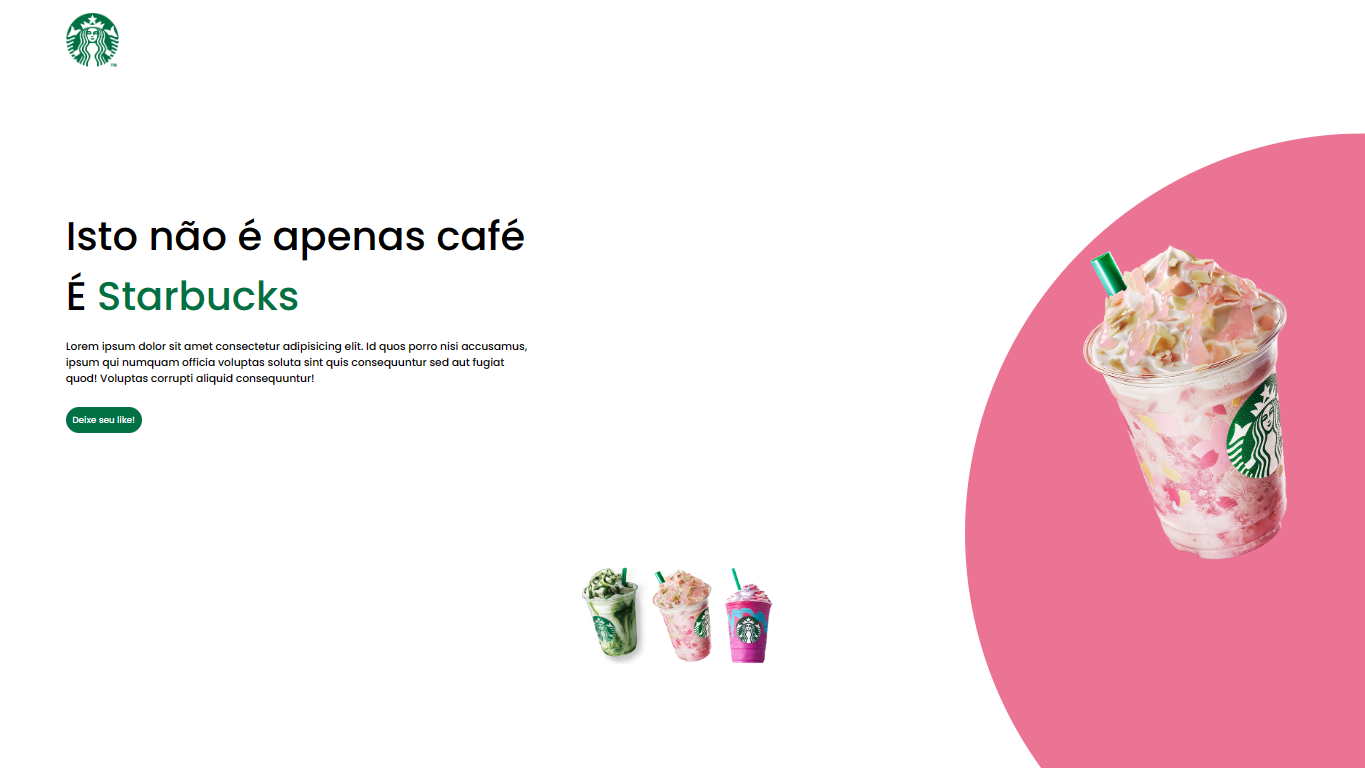 Isto não é apenas café
É Starbucks
Lorem ipsum dolor sit amet consectetur adipisicing elit. Id quos porro nisi accusamus,
ipsum qui numquam officia voluptas soluta sint quis consequuntur sed aut fugiat
quod! Voluptas corrupti aliquid consequuntur!
Deixe seu like!